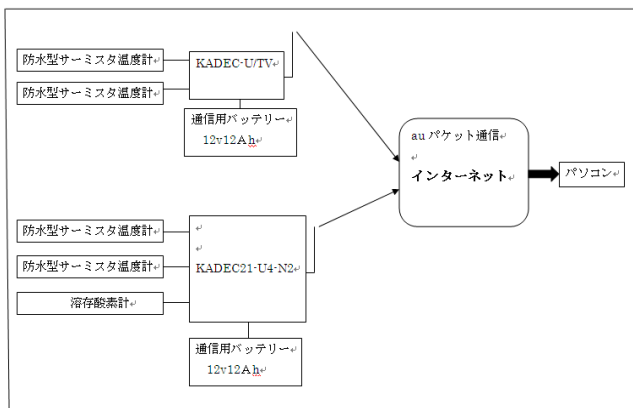 防水型サーミスタ温度計
防水型サーミスタ温度計
KADEC-U/TV
通信用バッテリー
12v12Ah
au パケット通信
インターネット
パソコン
防水型サーミスタ温度計
防水型サーミスタ温度計
溶存酸素計
KADEC21-U4-N2
通信用バッテリー
12v12Ah